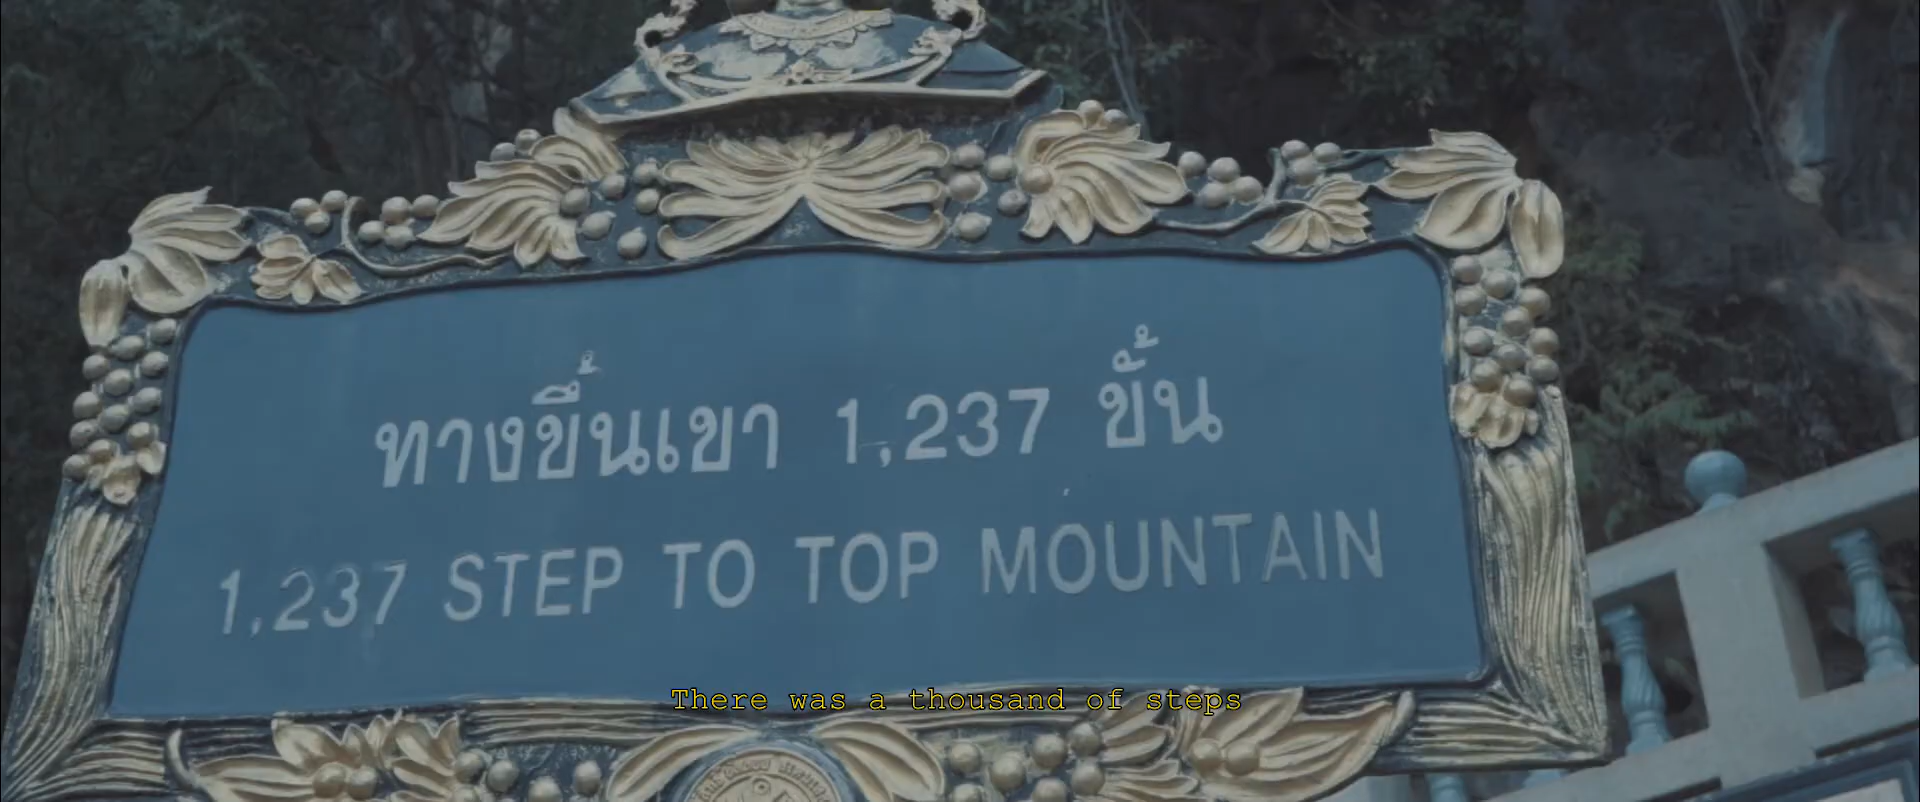 ทางขึ้นเขา 1,237 ขั้น
1,237 STEP TO TOP MOUNTAIN
There was a thousand of steps